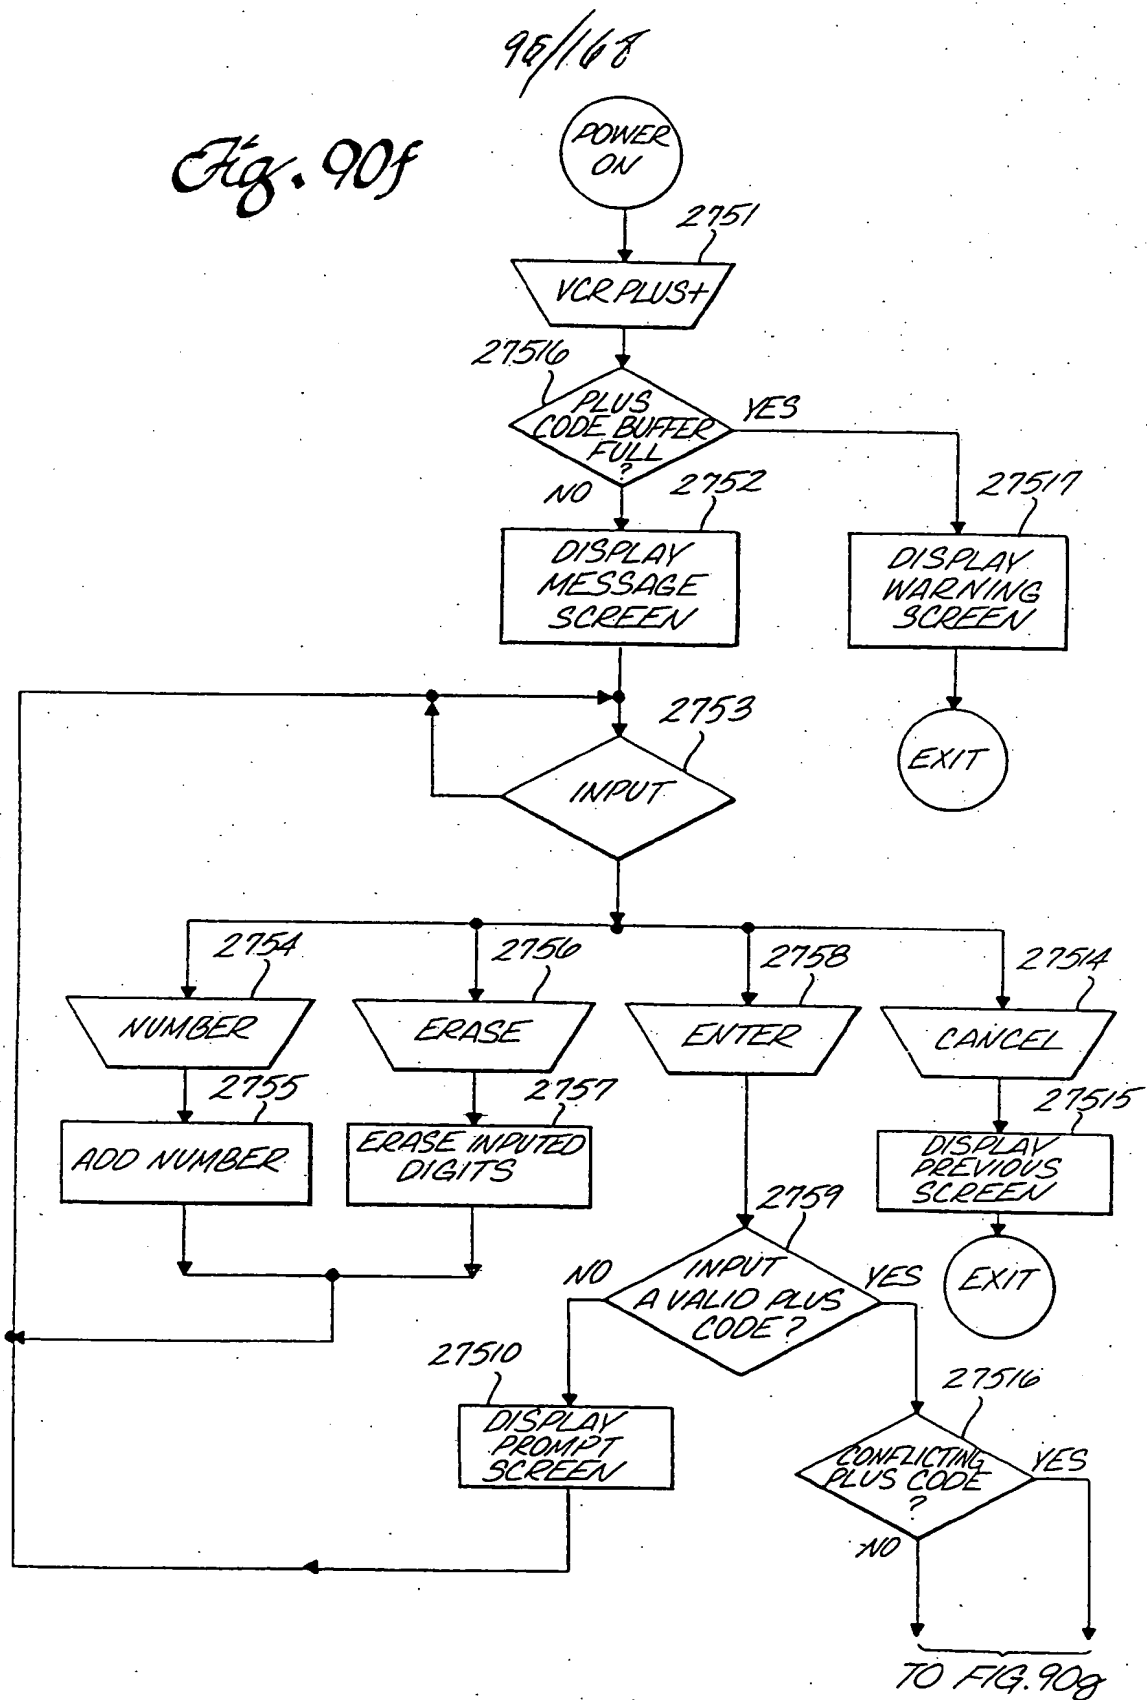 95/168
Fig. 90f
POWER
ON
2751
VCR PLUS+
27516
PLUS
CODE BUFFER
FULL
?
YES
NO
2752
27517
DISPLAY
MESSAGE
SCREEN
DISPLAY
WARNING
SCREEN
2753
INPUT
EXIT
2754
2756
2758
27514
NUMBER
ERASE
ENTER
CANCEL
2755
2757
27515
ADD NUMBER
ERASE INPUTED
DIGITS
DISPLAY
PREVIOUS
SCREEN
2759
NO
INPUT
A VALID PLUS
CODE?
YES
EXIT
27510
27516
DISPLAY
PROMPT
SCREEN
CONFLICTING
PLUS CODE
?
YES
NO
TO FIG. 90g